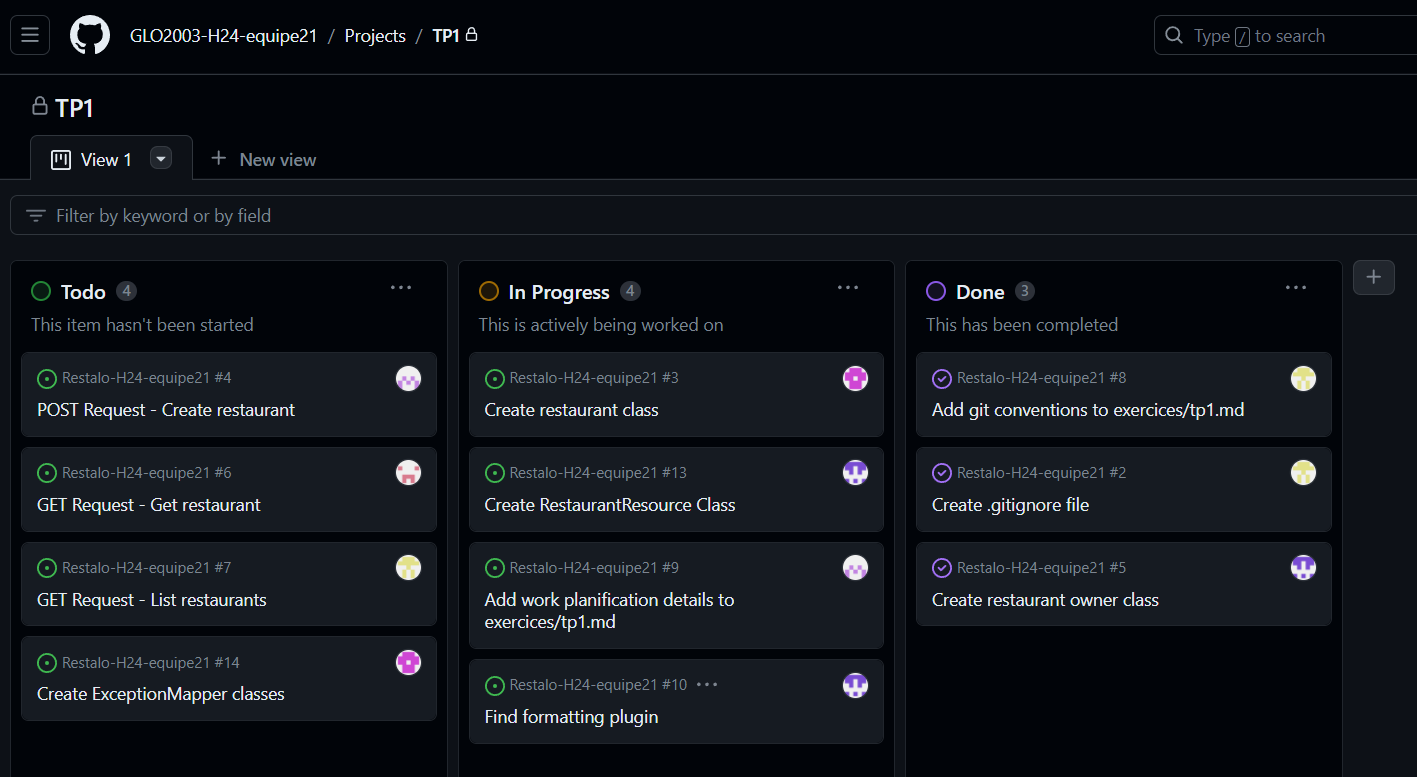 GLO2003-H24-equipe21 / Projects / TP1
Type / to search
TP1
View 1
New view
Filter by keyword or by field
Todo 4
This item hasn't been started
Restalo-H24-equipe21 #4
POST Request - Create restaurant
Restalo-H24-equipe21 #6
GET Request - Get restaurant
Restalo-H24-equipe21 #7
GET Request - List restaurants
Restalo-H24-equipe21 #14
Create ExceptionMapper classes
In Progress 4
This is actively being worked on
Restalo-H24-equipe21 #3
Create restaurant class
Restalo-H24-equipe21 #13
Create RestaurantResource Class
Restalo-H24-equipe21 #9
Add work planification details to
exercices/tp1.md
Restalo-H24-equipe21 #10
Find formatting plugin
Done 3
This has been completed
Restalo-H24-equipe21 #8
Add git conventions to exercices/tp1.md
Restalo-H24-equipe21 #2
Create .gitignore file
Restalo-H24-equipe21 #5
Create restaurant owner class